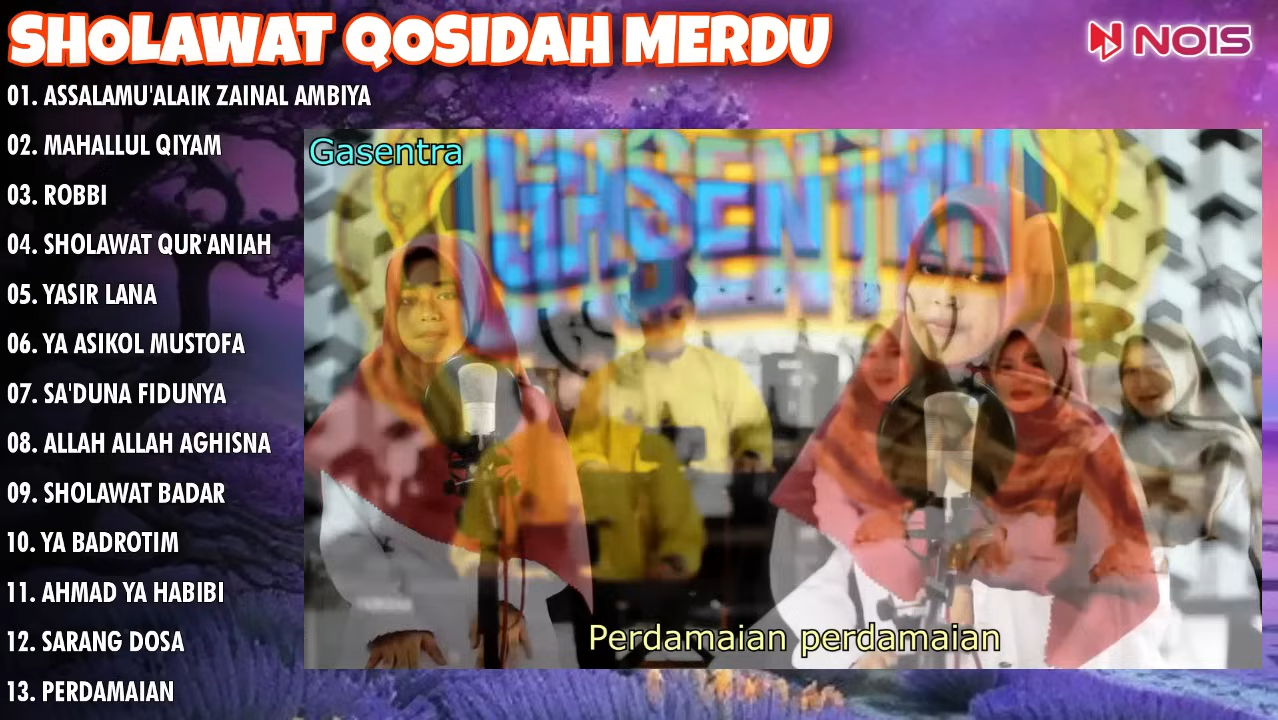 SHOLAWAT QOSIDAH MERDU
NOIS
01. ASSALAMU'ALAIK ZAINAL AMBIYA
02. MAHALLUL QIYAM
03. ROBBI
04. SHOLAWAT QUR'ANIAH
05. YASIR LANA
06. YA ASIKOL MUSTOFA
07. SA'DUNA FIDUNYA
08. ALLAH ALLAH AGHISNA
09. SHOLAWAT BADAR
10. YA BADROTIM
11. AHMAD YA HABIBI
12. SARANG DOSA
13. PERDAMAIAN
Gasentra
GASENTRA
Perdamaian perdamaian